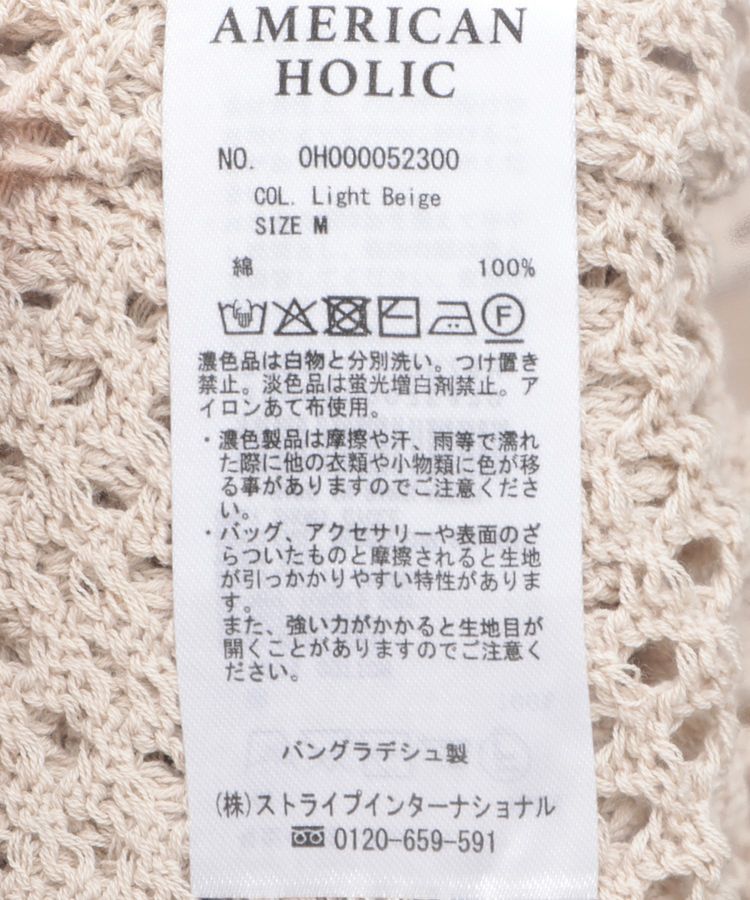 AMERICAN
HOLIC
NO. 0H000052300
COL. Light Beige
SIZE M
綿 100%
F
濃色品は白物と分別洗い。つけ置き
禁止。淡色品は蛍光増白剤禁止。ア
イロンあて布使用。
・濃色製品は摩擦や汗、雨等で濡れ
た際に他の衣類や小物類に色が移
る事がありますのでご注意くださ
い。
・バッグ、アクセサリーや表面のざ
らついたものと摩擦されると生地
が引っかかりやすい特性がありま
す。
また、強い力がかかると生地目が
開くことがありますのでご注意く
ださい。
バングラデシュ製
(株)ストライプインターナショナル
0120-659-591